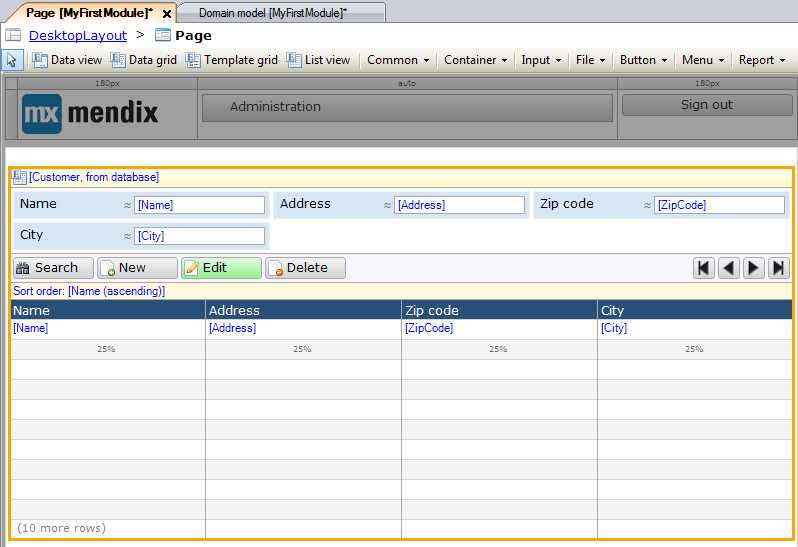 Page [MyFirstModule]* Domain model [MyFirstModule]*
DesktopLayout > Page
Data view Data grid Template grid List view Common Container Input File Button Menu Report
180px auto 180px
mx mendix Administration Sign out
[Customer, from database]
Name ≈ [Name] Address ≈ [Address] Zip code ≈ [ZipCode]
City ≈ [City]
Search New Edit Delete
Sort order: [Name (ascending)]
Name Address Zip code City
[Name] [Address] [ZipCode] [City]
25% 25% 25% 25%
(10 more rows)